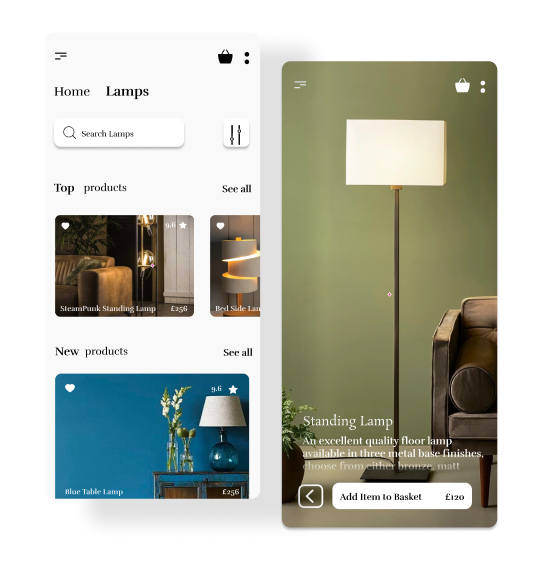 Home Lamps
Search Lamps
Top products See all
9.6
SteamPunk Standing Lamp £256
Bed Side Lan
New products See all
9.6
Blue Table Lamp £256
Standing Lamp
An excellent quality floor lamp
available in three metal base finishes,
choose from either bronze, matt
Add Item to Basket £120